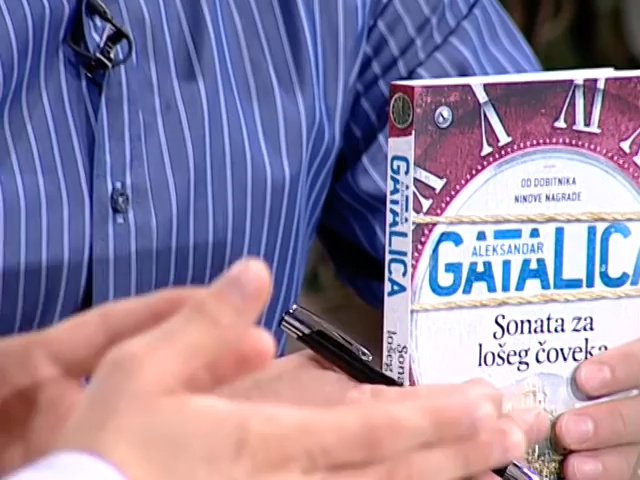 OD DOBITNIKA
NINOVE NAGRADE
ALEKSANDAR
GATALICA
Sonata za
lošeg čoveka
GATALICA
Sonata
lošeg